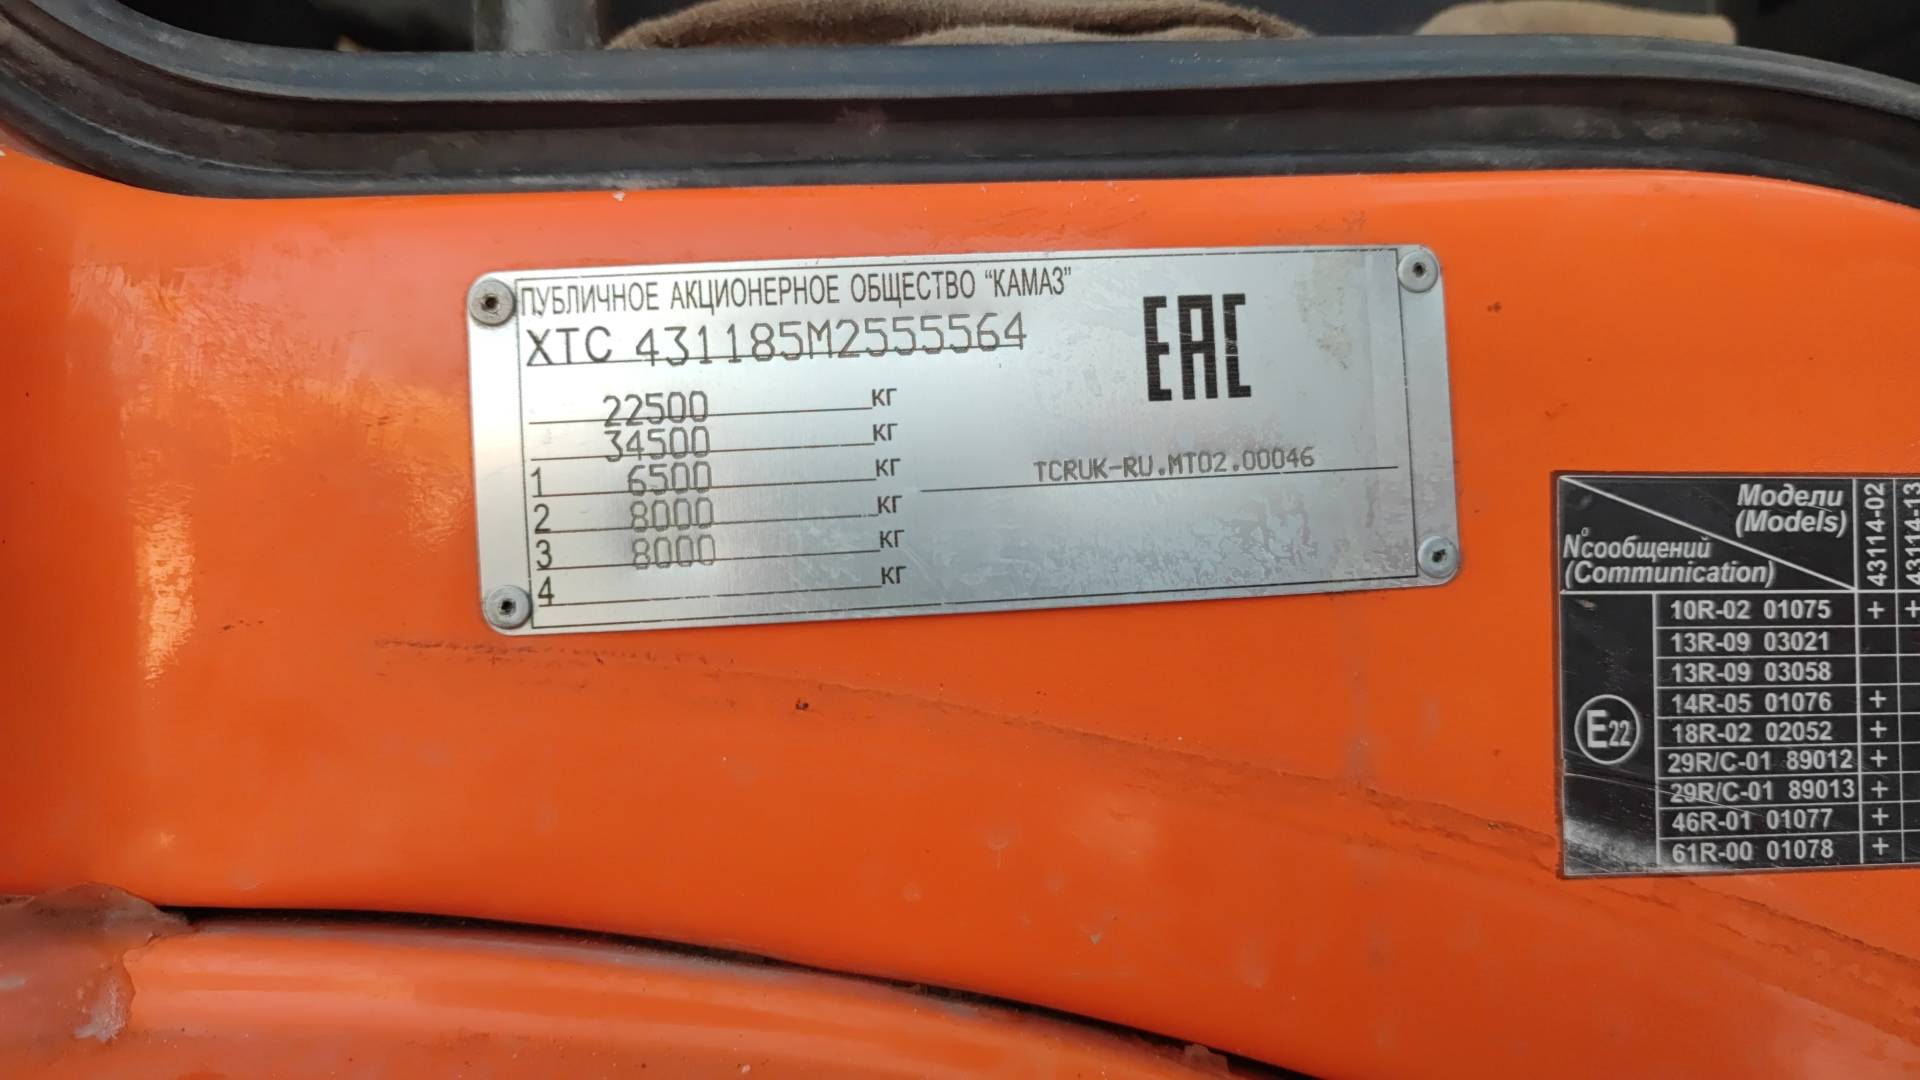 ПУБЛИЧНОЕ АКЦИОНЕРНОЕ ОБЩЕСТВО “КАМАЗ”
XTC 431185M2555564
EAC
22500 КГ
34500 КГ
1 6500 КГ
2 8000 КГ
3 8000 КГ
4 КГ
TCRUK-RU.MT02.00046
Модели
(Models)
43114-02
43114-13
Nºсообщений
(Communication)
E22
10R-02 01075 + +
13R-09 03021
13R-09 03058
14R-05 01076 +
18R-02 02052 +
29R/C-01 89012 +
29R/C-01 89013 +
46R-01 01077 +
61R-00 01078 +